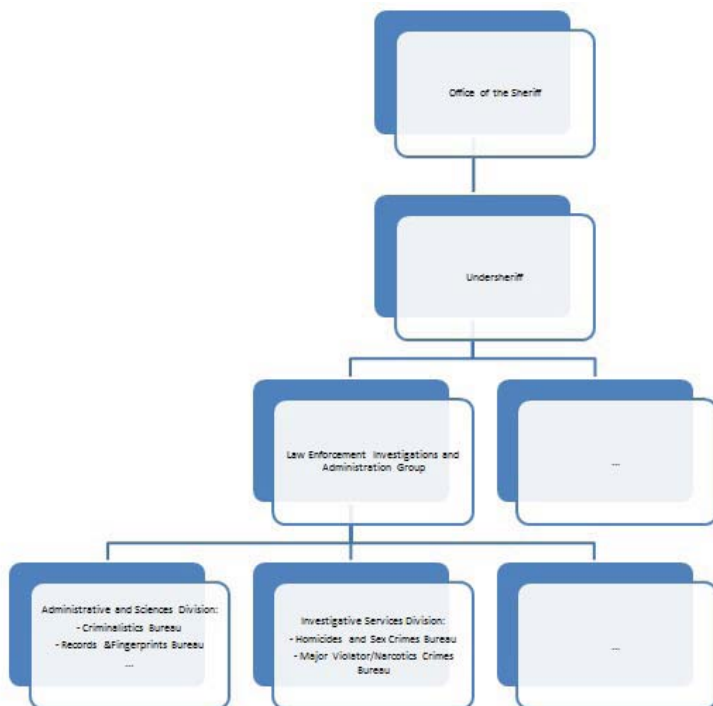 Office of the Sheriff
Undersheriff
Law Enforcement Investigations and
Administration Group
...
Administrative and Sciences Division:
- Criminalistics Bureau
- Records &Fingerprints Bureau
...
Investigative Services Division:
- Homicides and Sex Crimes Bureau
- Major Violator/Narcotics Crimes
Bureau
...